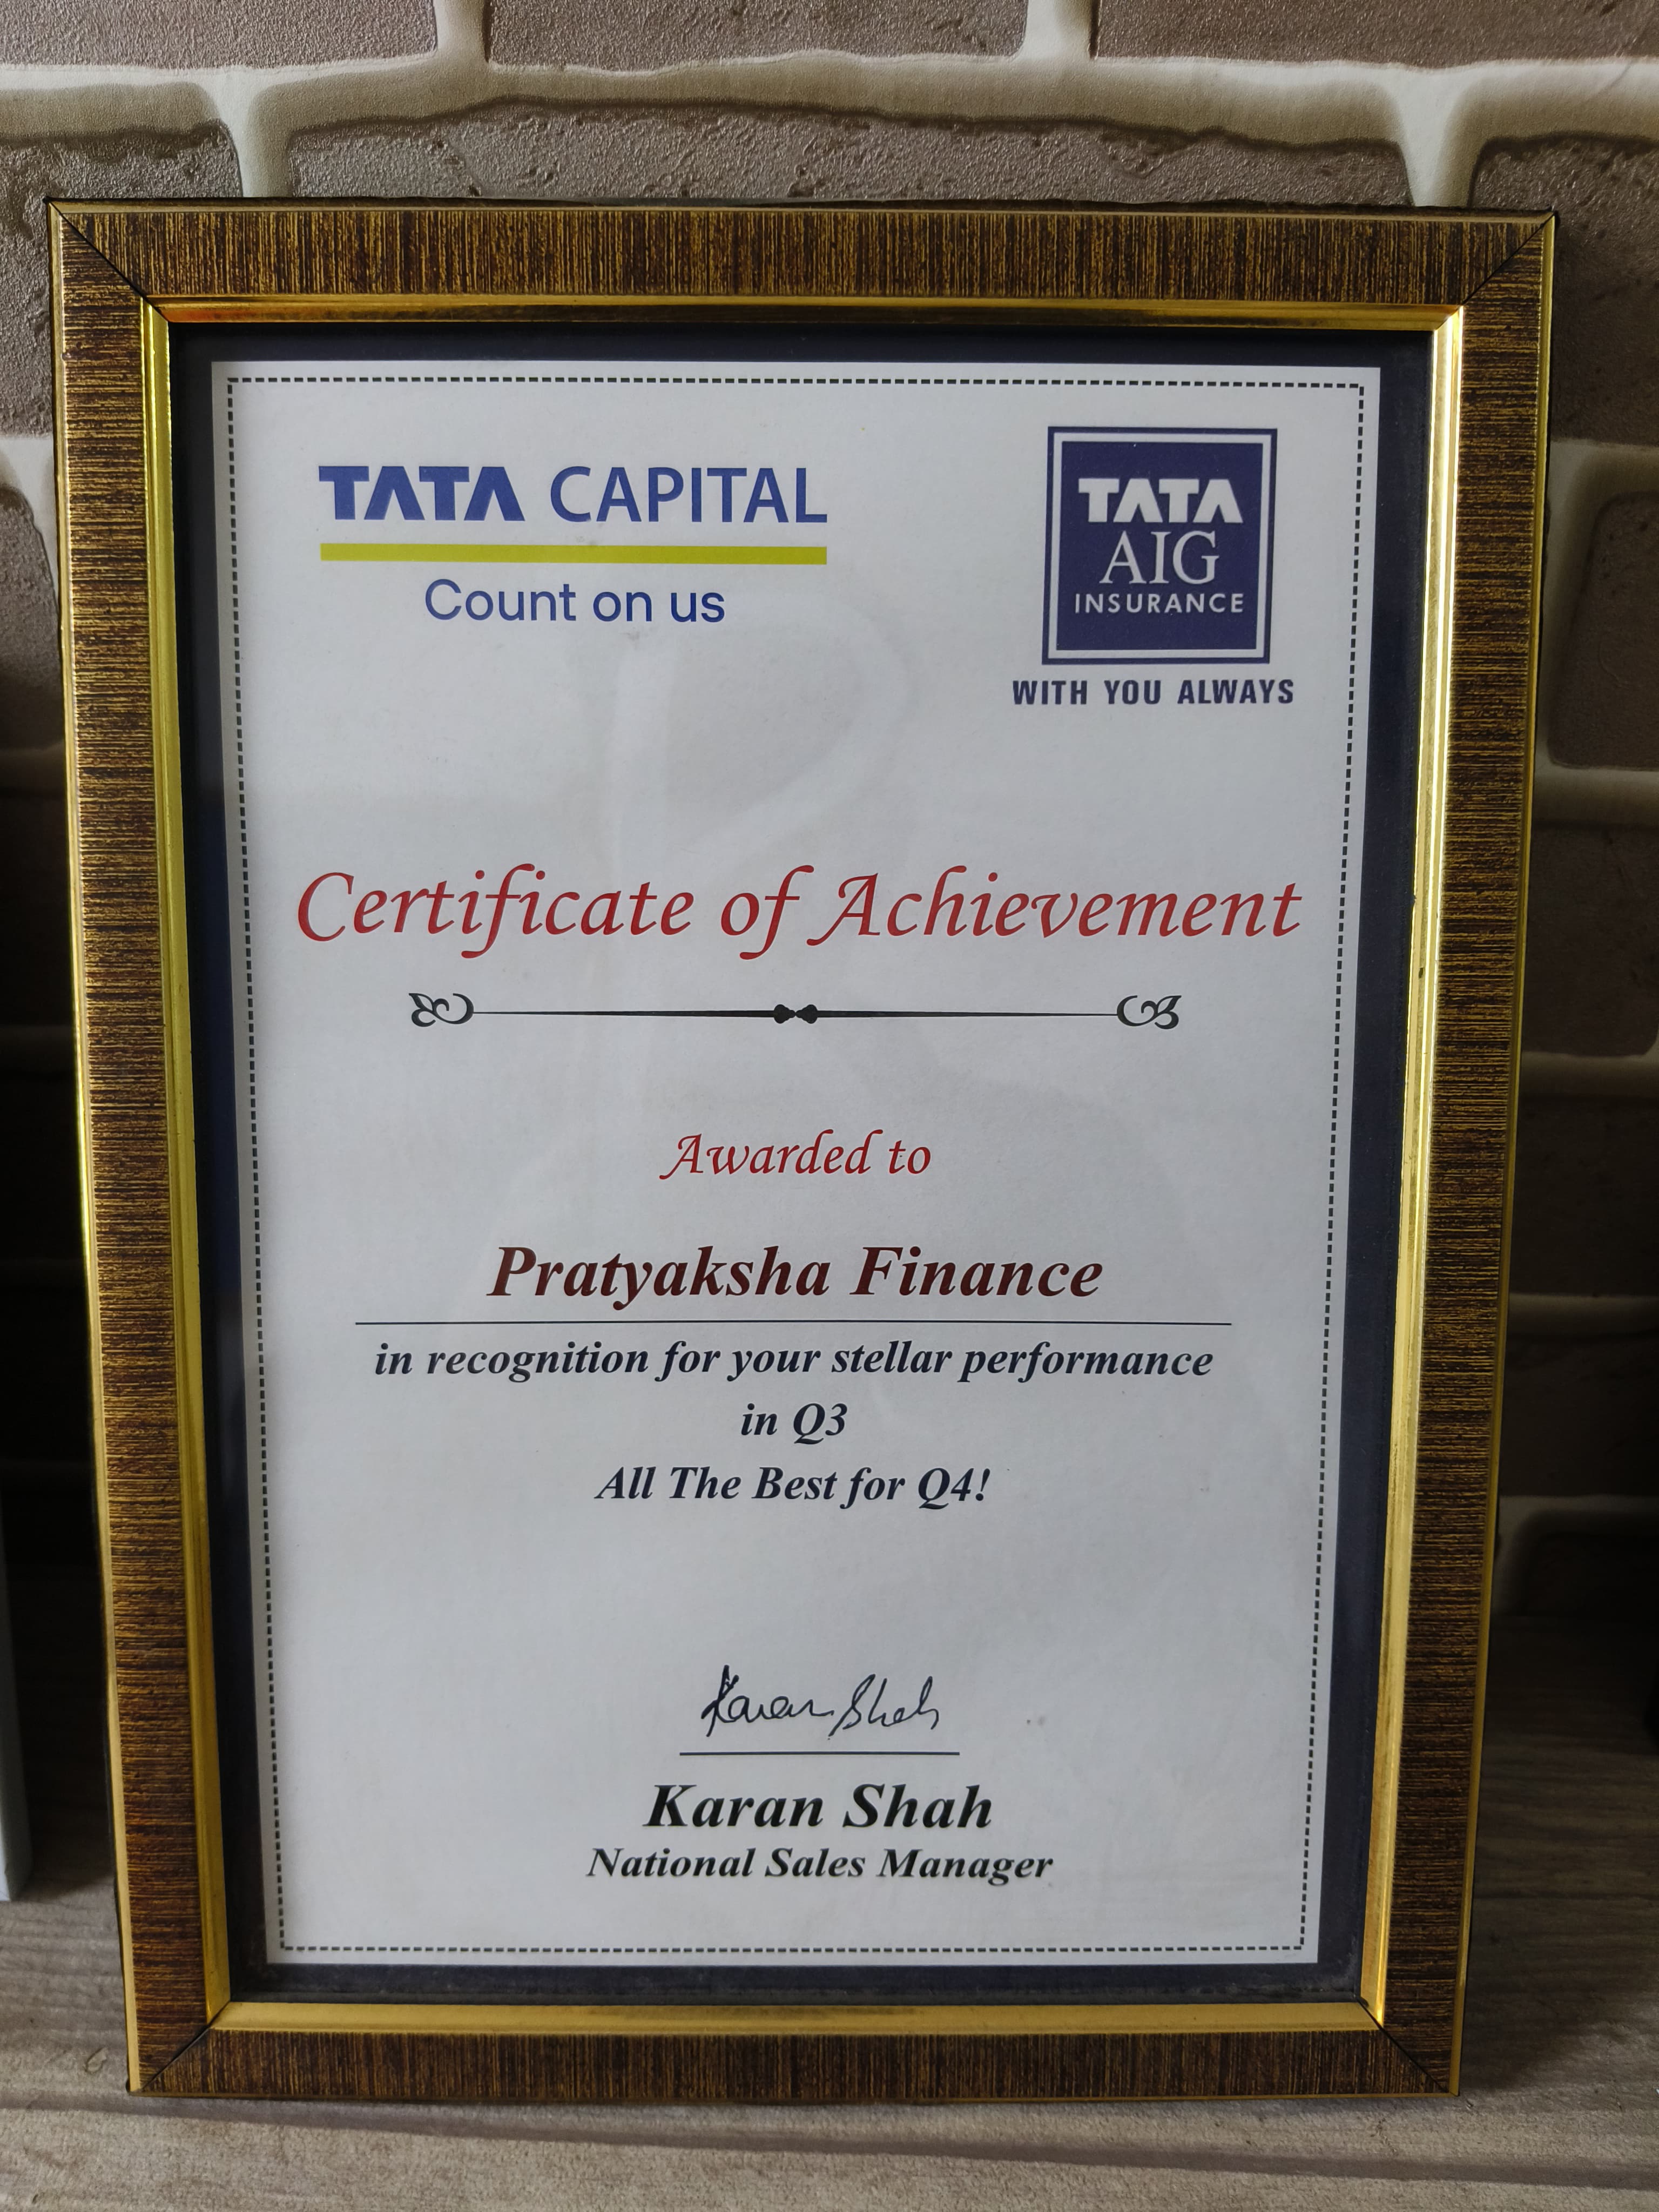 TATA CAPITAL
Count on us
TATA
AIG
INSURANCE
WITH YOU ALWAYS
Certificate of Achievement
Awarded to
Pratyaksha Finance
in recognition for your stellar performance
in Q3
All The Best for Q4!
Karan Shah
Karan Shah
National Sales Manager